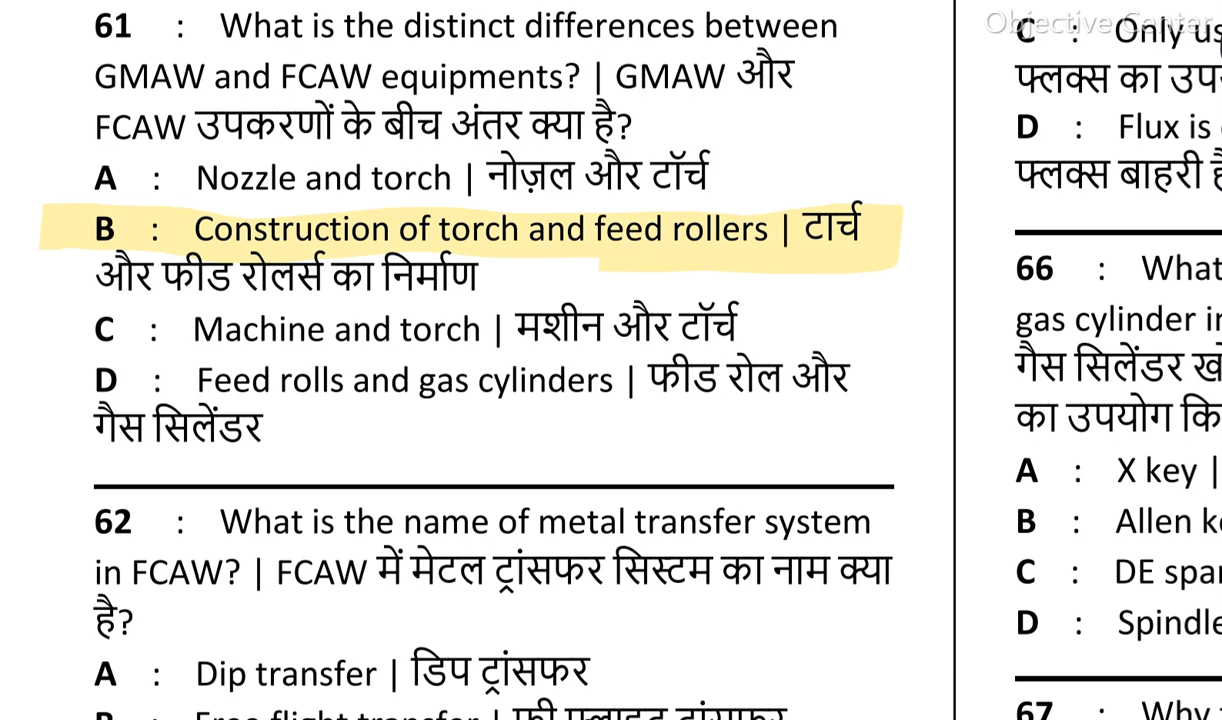 61 : What is the distinct differences between
GMAW and FCAW equipments? | GMAW और
FCAW उपकरणों के बीच अंतर क्या है?
A : Nozzle and torch | नोज़ल और टॉर्च
B : Construction of torch and feed rollers | टार्च
और फीड रोलर्स का निर्माण
C : Machine and torch | मशीन और टॉर्च
D : Feed rolls and gas cylinders | फीड रोल और
गैस सिलेंडर
62 : What is the name of metal transfer system
in FCAW? | FCAW में मेटल ट्रांसफर सिस्टम का नाम क्या
है?
A : Dip transfer | डिप ट्रांसफर
Objective Center
C : Only
फ्लक्स का
D : Flux is
फ्लक्स बाहरी
66 : What
gas cylinder
गैस सिलेंडर
का उपयोग
A : X key |
B : Allen
C : DE
D :
67 : Why